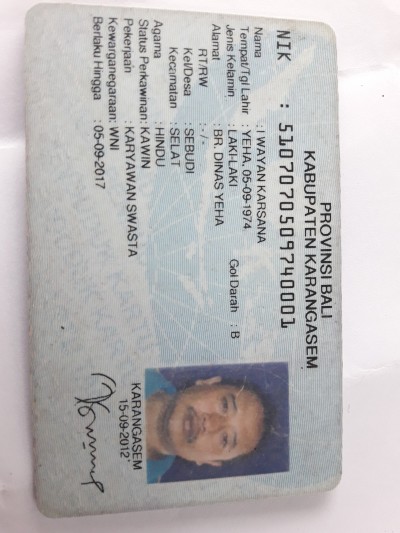 PROVINSI BALI
KABUPATEN KARANGASEM
NIK : 5107070509740001
Nama : I WAYAN KARSANA
Tempat/Tgl Lahir : YEHA, 05-09-1974
Jenis Kelamin : LAKI-LAKI Gol Darah : B
Alamat : BR. DINAS YEHA
RT/RW : -/-
Kel/Desa : SEBUDI
Kecamatan : SELAT
Agama : HINDU
Status Perkawinan: KAWIN
Pekerjaan : KARYAWAN SWASTA
Kewarganegaraan: WNI
Berlaku Hingga : 05-09-2017
KARANGASEM
15-09-2012